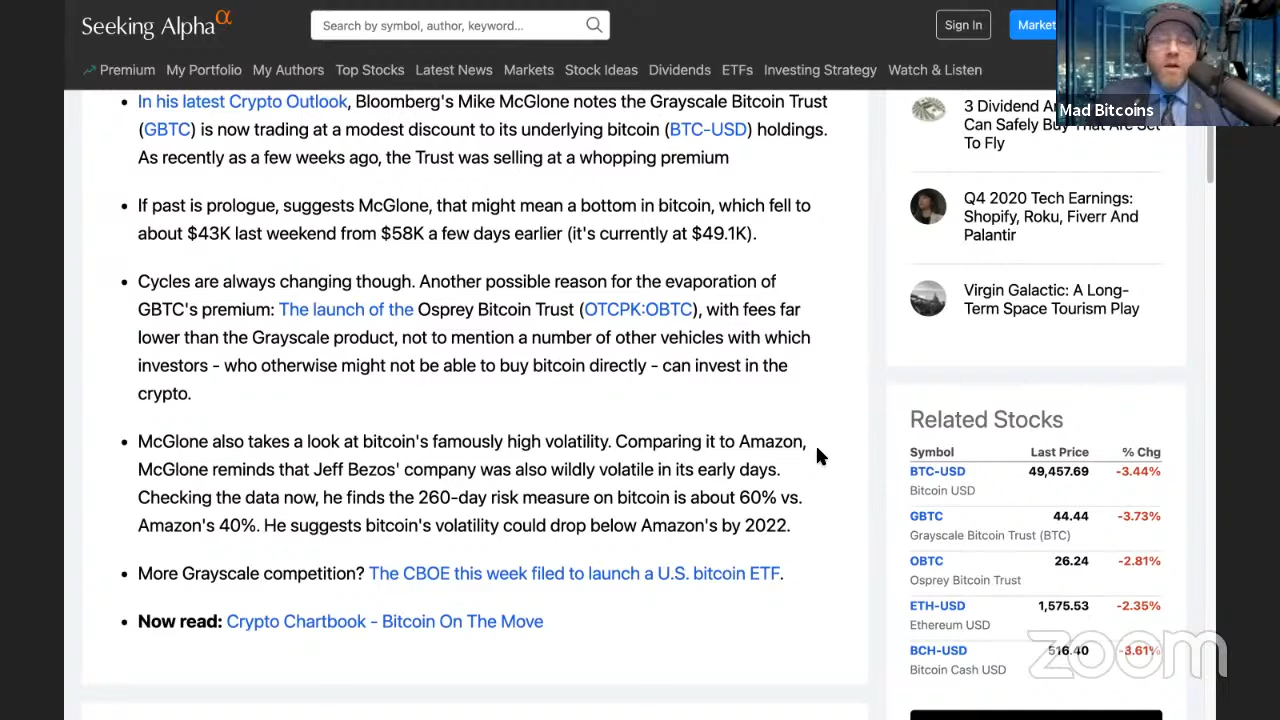 Seeking Alpha α
Search by symbol, author, keyword...
Sign In
Market
Premium My Portfolio My Authors Top Stocks Latest News Markets Stock Ideas Dividends ETFs Investing Strategy Watch & Listen
Mad Bitcoins
• In his latest Crypto Outlook, Bloomberg's Mike McGlone notes the Grayscale Bitcoin Trust
(GBTC) is now trading at a modest discount to its underlying bitcoin (BTC-USD) holdings.
As recently as a few weeks ago, the Trust was selling at a whopping premium
• If past is prologue, suggests McGlone, that might mean a bottom in bitcoin, which fell to
about $43K last weekend from $58K a few days earlier (it's currently at $49.1K).
• Cycles are always changing though. Another possible reason for the evaporation of
GBTC's premium: The launch of the Osprey Bitcoin Trust (OTCPK:OBTC), with fees far
lower than the Grayscale product, not to mention a number of other vehicles with which
investors - who otherwise might not be able to buy bitcoin directly - can invest in the
crypto.
• McGlone also takes a look at bitcoin's famously high volatility. Comparing it to Amazon,
McGlone reminds that Jeff Bezos' company was also wildly volatile in its early days.
Checking the data now, he finds the 260-day risk measure on bitcoin is about 60% vs.
Amazon's 40%. He suggests bitcoin's volatility could drop below Amazon's by 2022.
• More Grayscale competition? The CBOE this week filed to launch a U.S. bitcoin ETF.
• Now read: Crypto Chartbook - Bitcoin On The Move
3 Dividend
Can Safely Buy That Are Set
To Fly
Q4 2020 Tech Earnings:
Shopify, Roku, Fiverr And
Palantir
Virgin Galactic: A Long-
Term Space Tourism Play
Related Stocks
Symbol Last Price % Chg
BTC-USD 49,457.69 -3.44%
Bitcoin USD
GBTC 44.44 -3.73%
Grayscale Bitcoin Trust (BTC)
OBTC 26.24 -2.81%
Osprey Bitcoin Trust
ETH-USD 1,575.53 -2.35%
Ethereum USD
BCH-USD 516.40 -3.61%
Bitcoin Cash USD
zoom